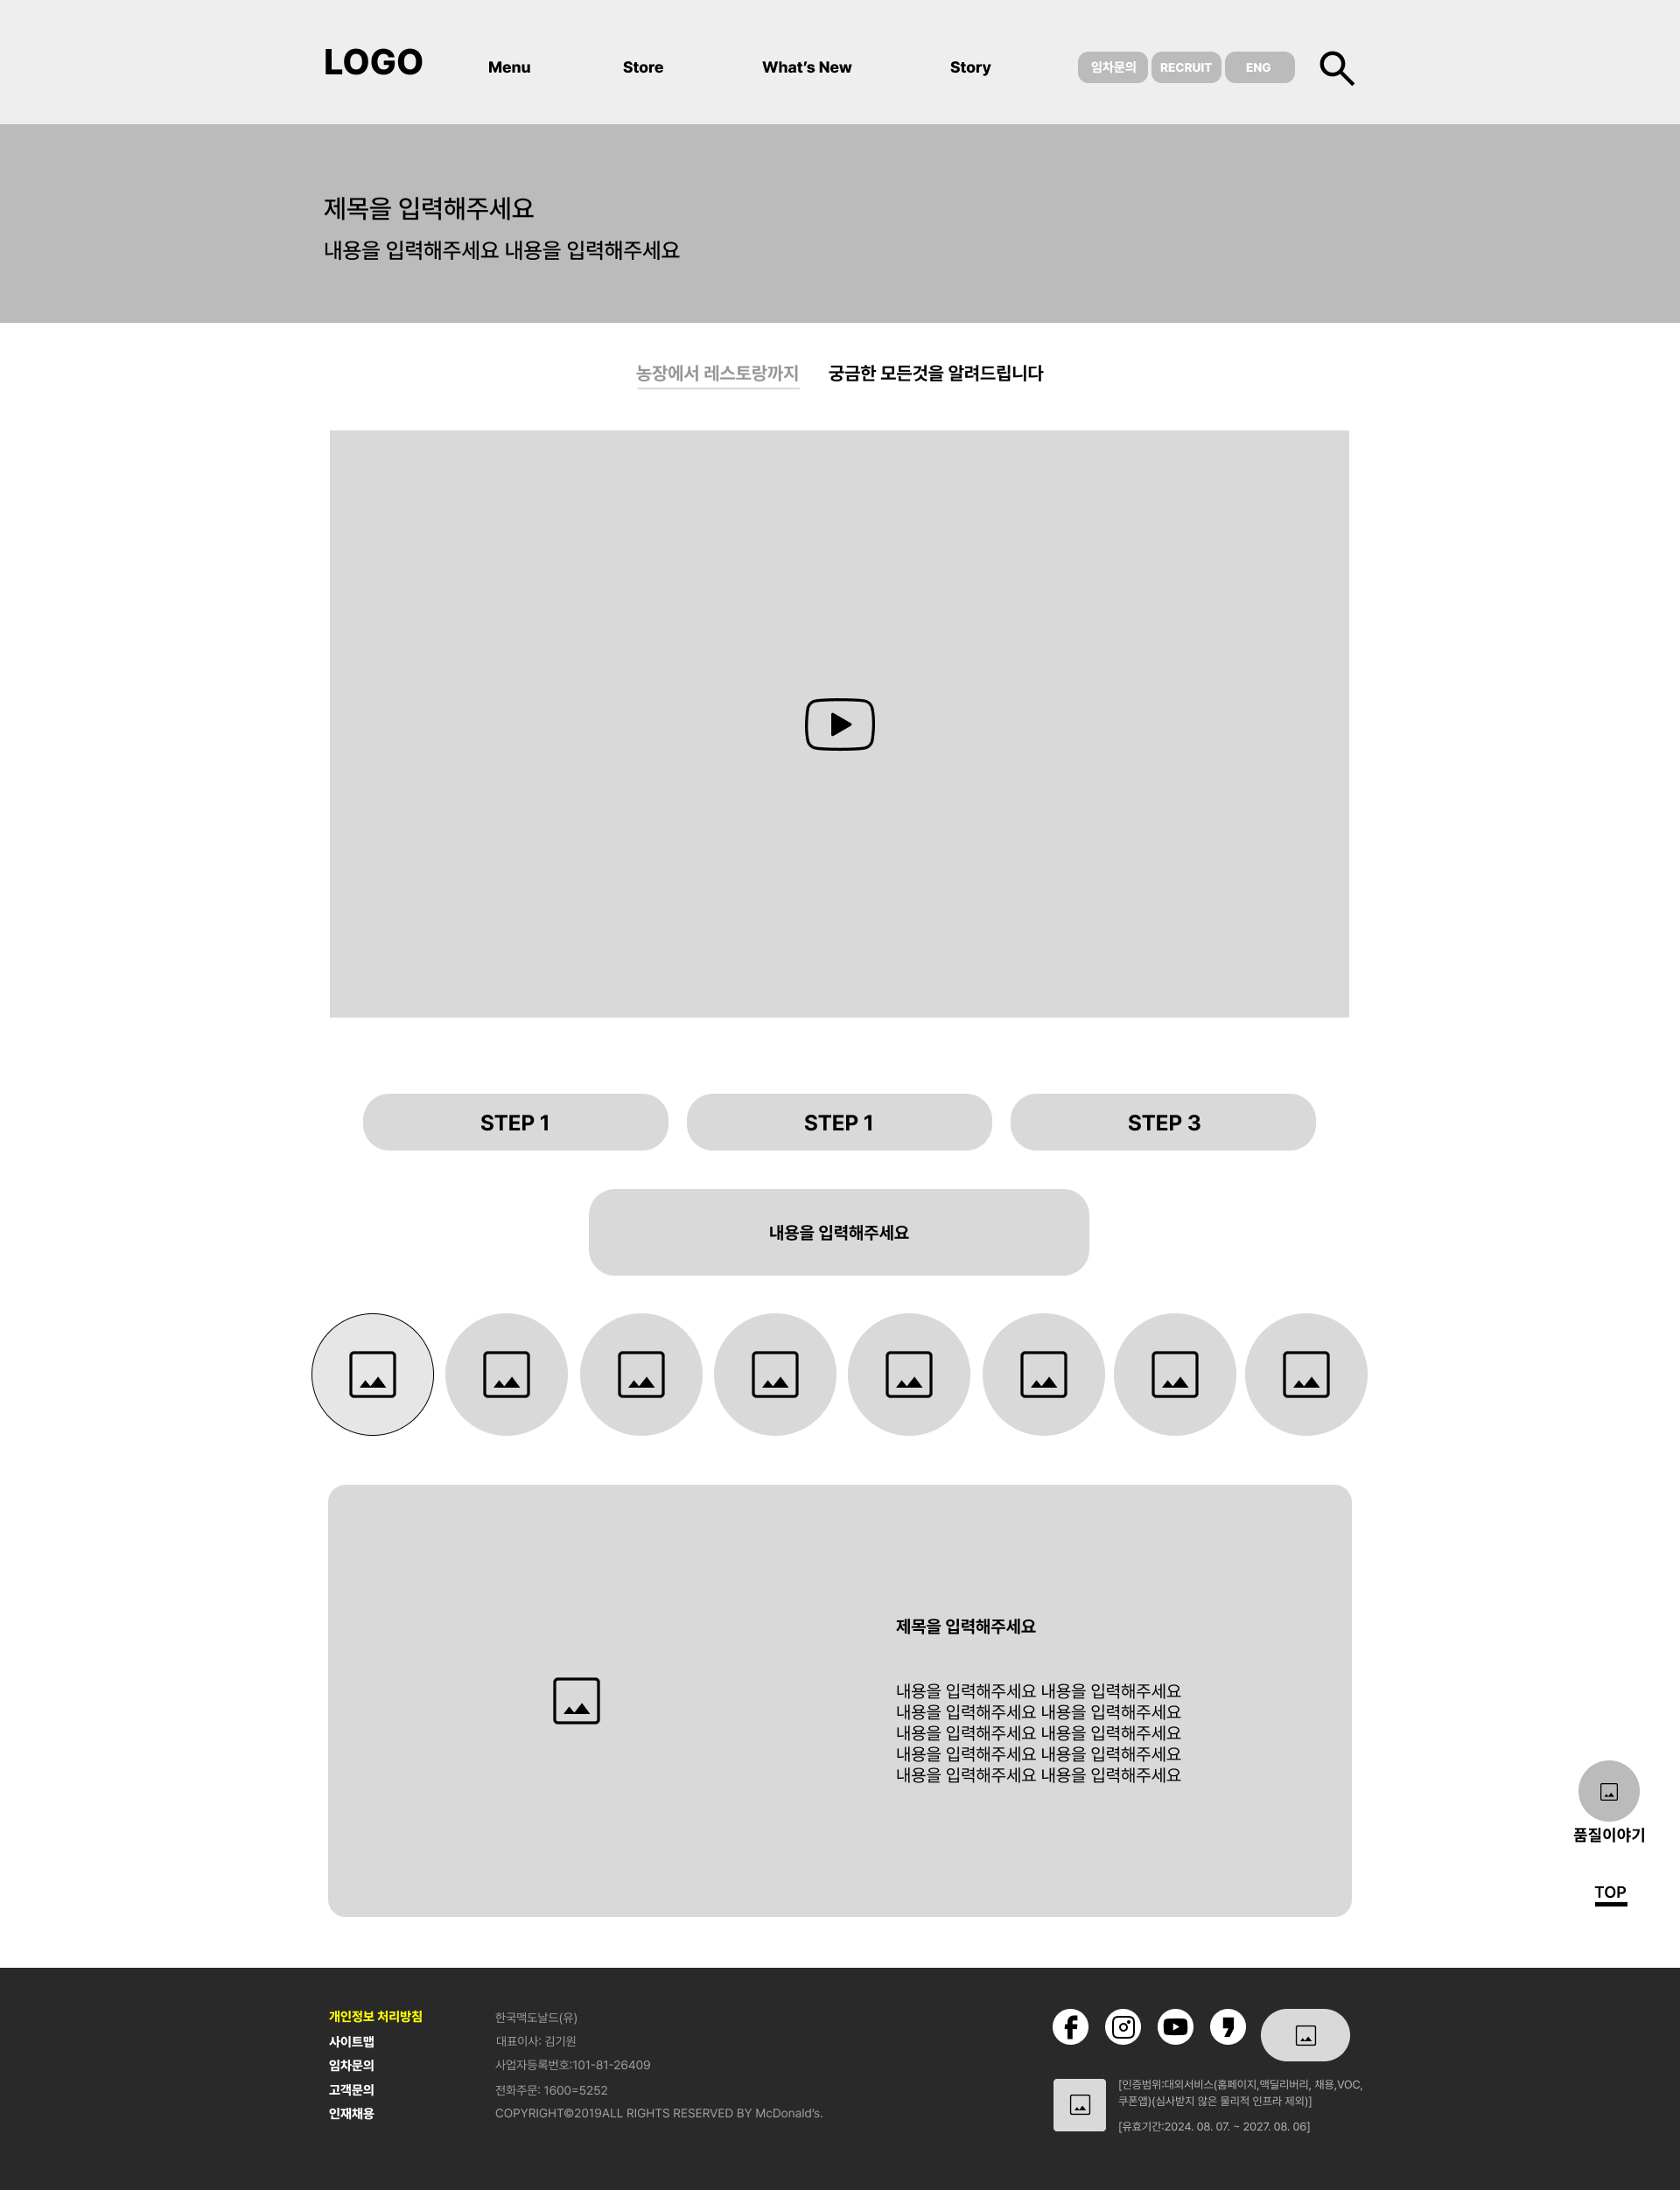 LOGO
Menu
Store
What's New
Story
임차문의
RECRUIT
ENG
제목을 입력해주세요
내용을 입력해주세요 내용을 입력해주세요
농장에서 레스토랑까지
궁금한 모든것을 알려드립니다
STEP 1
STEP 1
STEP 3
내용을 입력해주세요
제목을 입력해주세요
내용을 입력해주세요 내용을 입력해주세요
내용을 입력해주세요 내용을 입력해주세요
내용을 입력해주세요 내용을 입력해주세요
내용을 입력해주세요 내용을 입력해주세요
내용을 입력해주세요 내용을 입력해주세요
품질이야기
TOP
개인정보 처리방침
사이트맵
임차문의
고객문의
인재채용
한국맥도날드(유)
대표이사: 김기원
사업자등록번호:101-81-26409
전화주문: 1600=5252
COPYRIGHT©2019ALL RIGHTS RESERVED BY McDonald's.
[인증범위:대외서비스(홈페이지,맥딜리버리, 채용,VOC,
쿠폰앱)(심사받지 않은 물리적 인프라 제외)]
[유효기간:2024. 08. 07. ~ 2027. 08. 06]